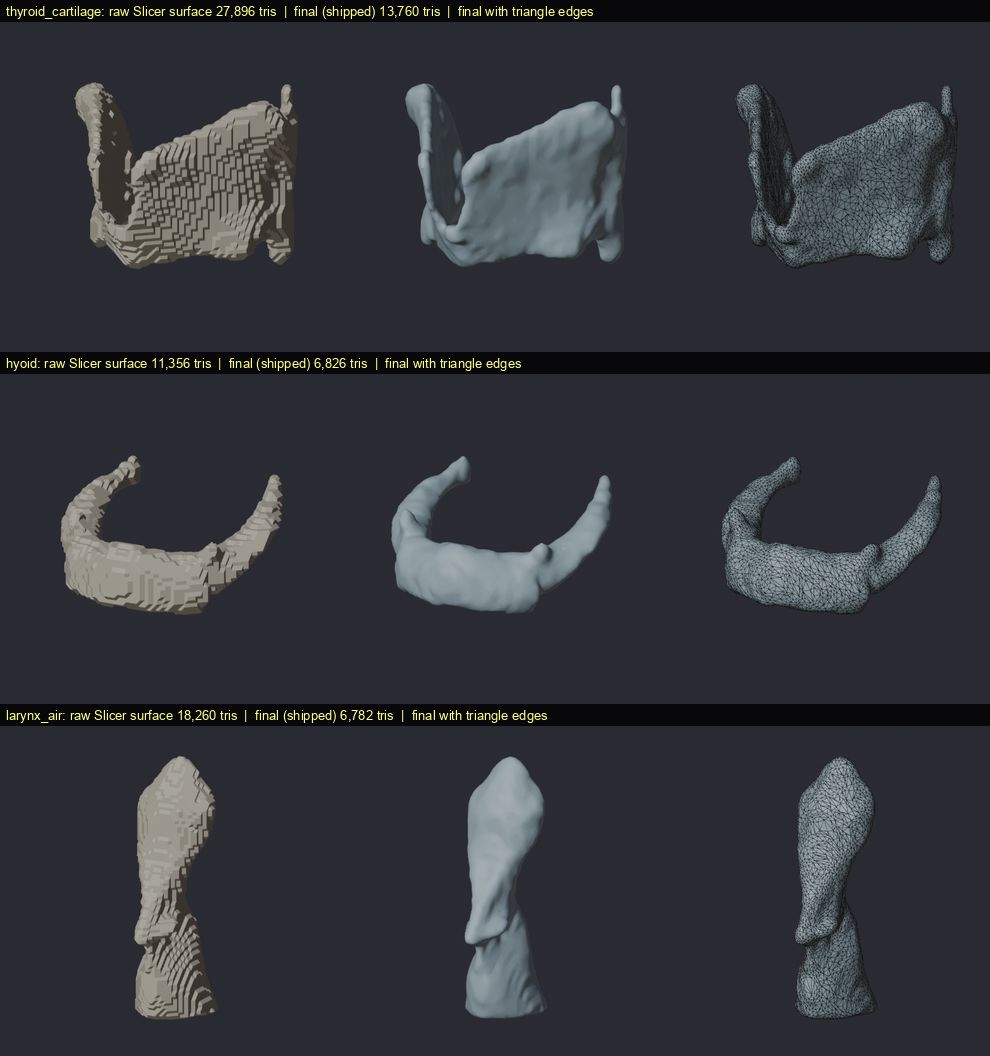 thyroid_cartilage: raw Slicer surface 27,896 tris | final (shipped) 13,760 tris | final with triangle edges
hyoid: raw Slicer surface 11,356 tris | final (shipped) 6,826 tris | final with triangle edges
larynx_air: raw Slicer surface 18,260 tris | final (shipped) 6,782 tris | final with triangle edges